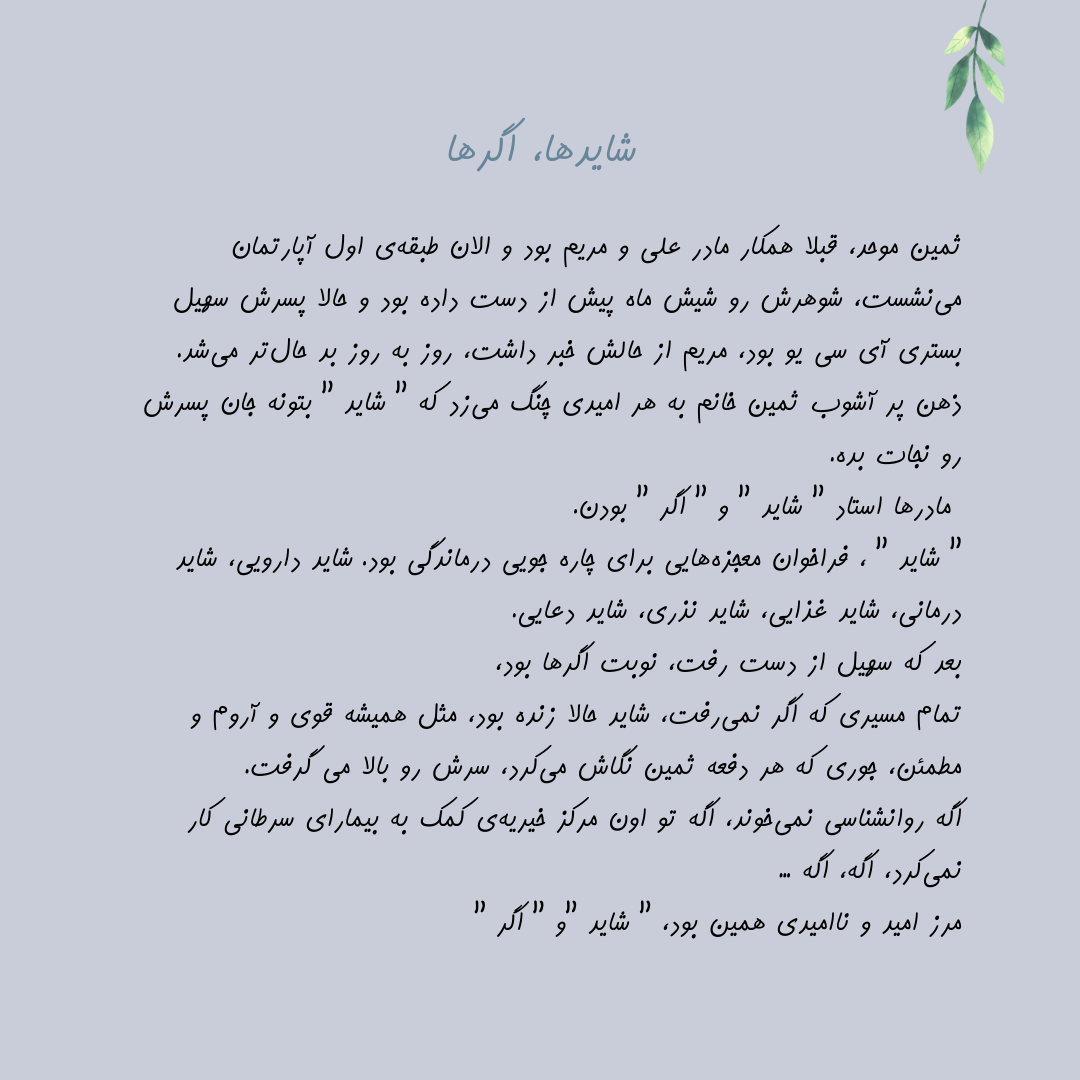 شایدها، اگرها
ثمین موحد، قبلا همکار مادر علی و مریم بود و الان طبقه‌ی اول آپارتمان
می‌نشست، شوهرش رو شیش ماه پیش از دست داده بود و حالا پسرش سهیل
بستری آی سی یو بود، مریم از حالش خبر داشت، روز به روز بد حال‌تر می‌شد.
ذهن پر آشوب ثمین خانم به هر امیدی چنگ می‌زد که " شاید " بتونه جان پسرش
رو نجات بده.
مادرها استاد " شاید " و " اگر " بودن.
" شاید " ، فراخوان معجزه‌هایی برای چاره جویی درماندگی بود. شاید دارویی، شاید
درمانی، شاید غذایی، شاید نذری، شاید دعایی.
بعد که سهیل از دست رفت، نوبت اگرها بود،
تمام مسیری که اگر نمی‌رفت، شاید حالا زنده بود، مثل همیشه قوی و آروم و
مطمئن، جوری که هر دفعه ثمین نگاش می‌کرد، سرش رو بالا می گرفت.
اگه روانشناسی نمی‌خوند، اگه تو اون مرکز خیریه‌ی کمک به بیمارای سرطانی کار
نمی‌کرد، اگه، اگه ...
مرز امید و ناامیدی همین بود، " شاید "و " اگر "